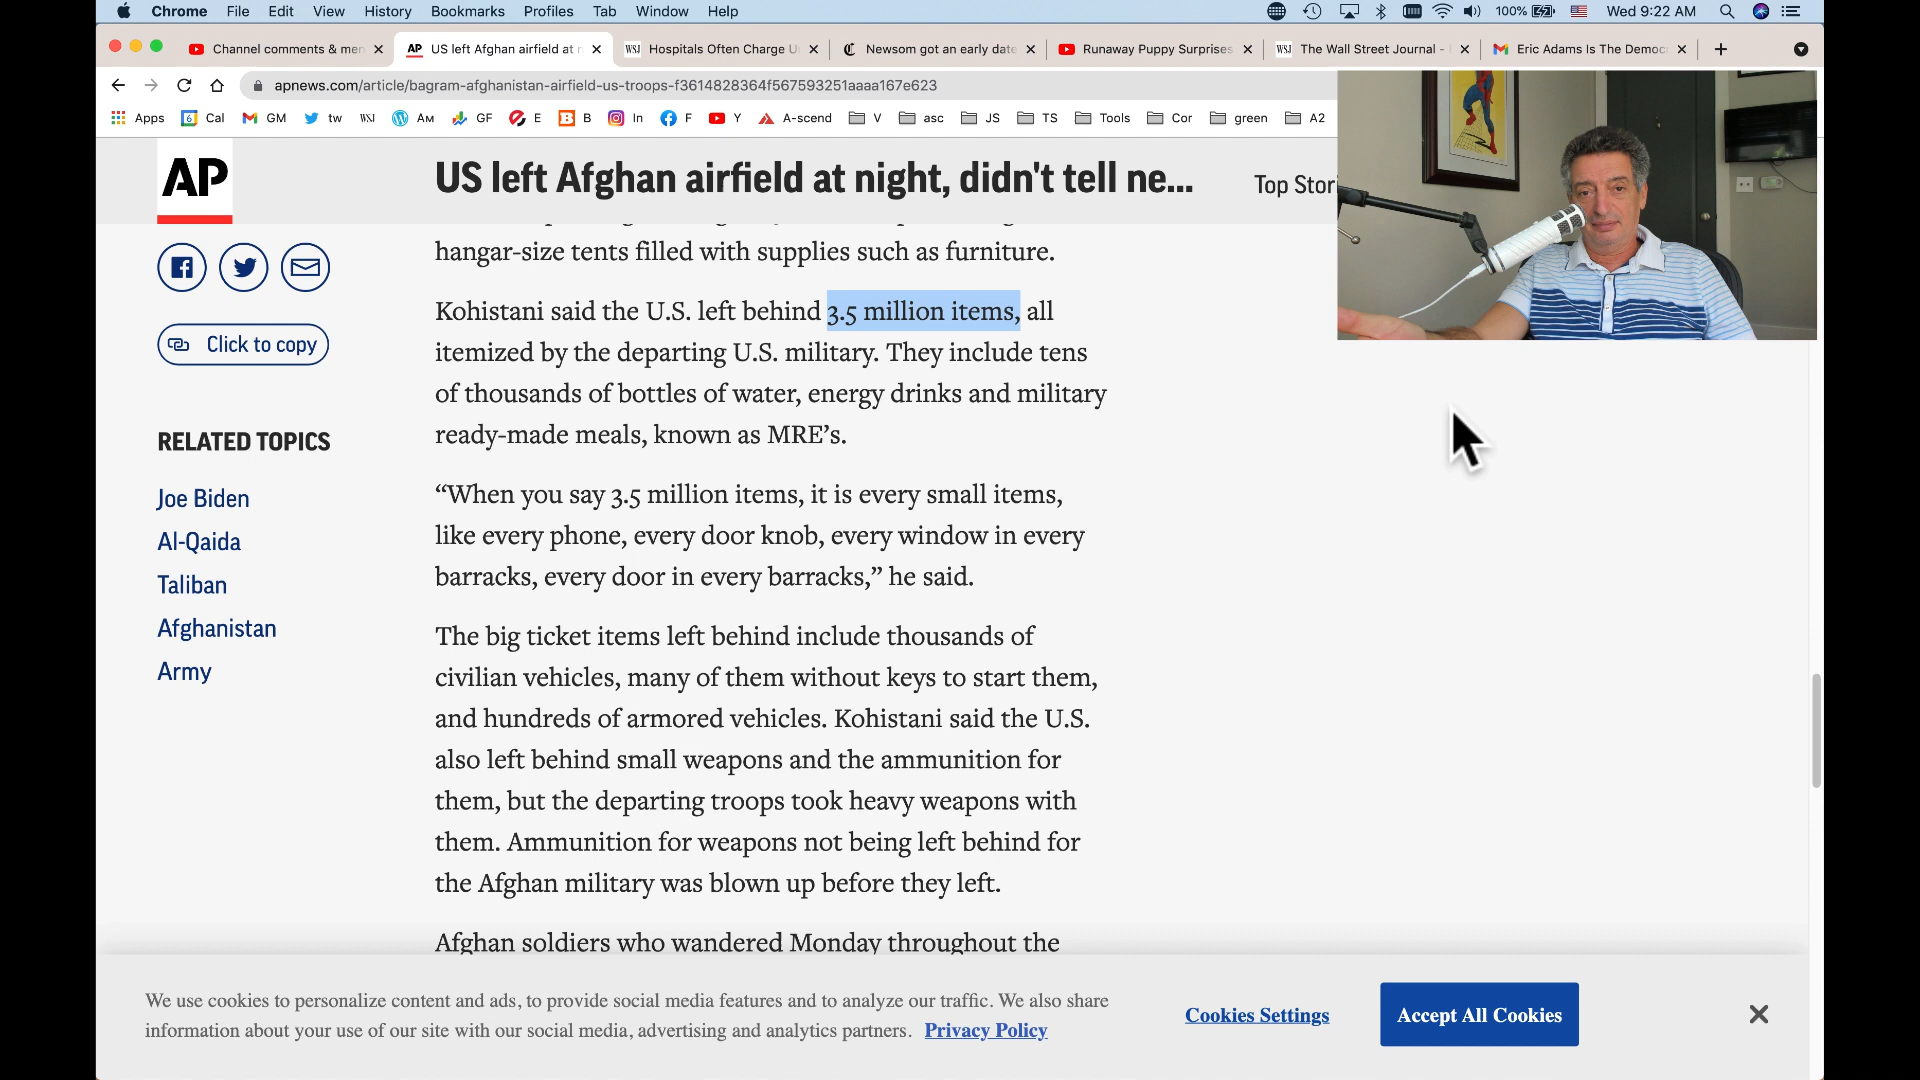 Chrome File Edit View History Bookmarks Profiles Tab Window Help 100% Wed 9:22 AM
Channel comments & men
AP US left Afghan airfield at n
WSJ Hospitals Often Charge U
Newsom got an early date
Runaway Puppy Surprises
WSJ The Wall Street Journal -
Eric Adams Is The Democ
apnews.com/article/bagram-afghanistan-airfield-us-troops-f3614828364f567593251aaaa167e623
Apps 6 Cal GM tw WSJ AM GF E B In F Y A-scend V asc JS TS Tools Cor green A2
AP
US left Afghan airfield at night, didn't tell ne...
Top Stori
hangar-size tents filled with supplies such as furniture.
Kohistani said the U.S. left behind 3.5 million items, all
itemized by the departing U.S. military. They include tens
of thousands of bottles of water, energy drinks and military
ready-made meals, known as MRE’s.
“When you say 3.5 million items, it is every small items,
like every phone, every door knob, every window in every
barracks, every door in every barracks,” he said.
The big ticket items left behind include thousands of
civilian vehicles, many of them without keys to start them,
and hundreds of armored vehicles. Kohistani said the U.S.
also left behind small weapons and the ammunition for
them, but the departing troops took heavy weapons with
them. Ammunition for weapons not being left behind for
the Afghan military was blown up before they left.
Afghan soldiers who wandered Monday throughout the
Click to copy
RELATED TOPICS
Joe Biden
Al-Qaida
Taliban
Afghanistan
Army
We use cookies to personalize content and ads, to provide social media features and to analyze our traffic. We also share
information about your use of our site with our social media, advertising and analytics partners. Privacy Policy
Cookies Settings
Accept All Cookies